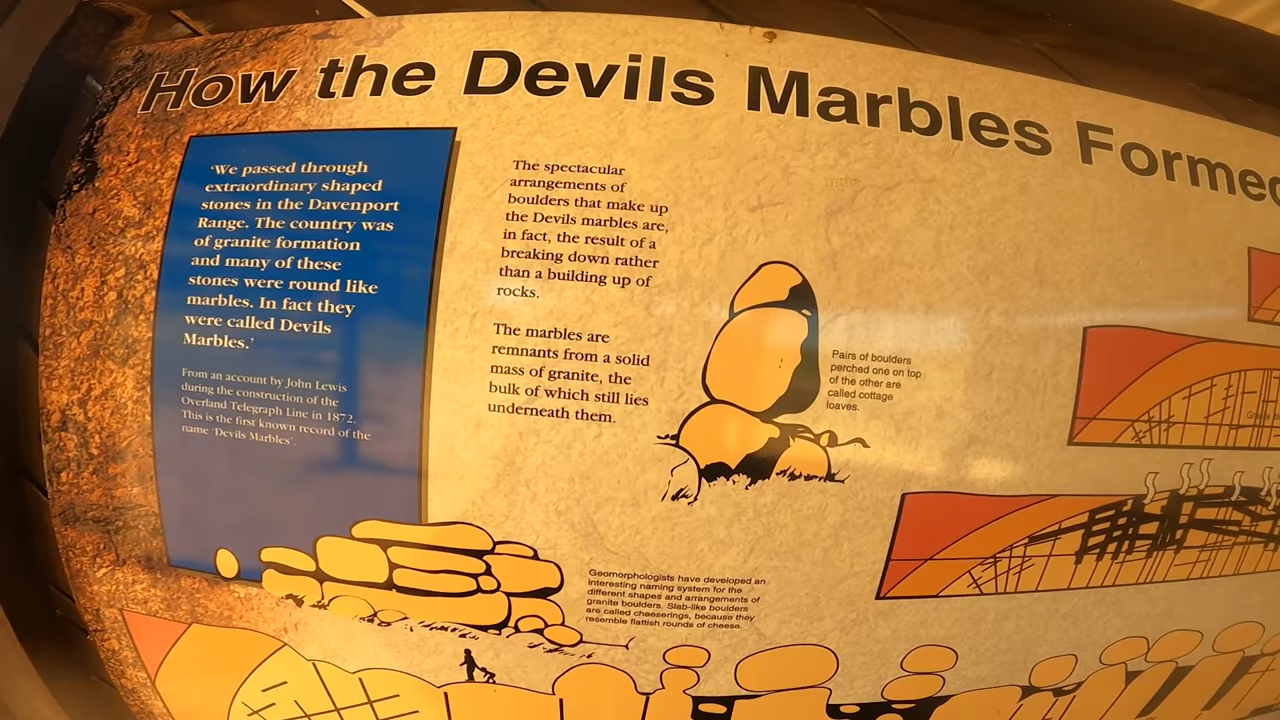 How the Devils Marbles Formed
'We passed through
extraordinary shaped
stones in the Davenport
Range. The country was
of granite formation
and many of these
stones were round like
marbles. In fact they
were called Devils
Marbles.'
From an account by John Lewis
during the construction of the
Overland Telegraph Line in 1872.
This is the first known record of the
name 'Devils Marbles'.
The spectacular
arrangements of
boulders that make up
the Devils marbles are,
in fact, the result of a
breaking down rather
than a building up of
rocks.
The marbles are
remnants from a solid
mass of granite, the
bulk of which still lies
underneath them.
Pairs of boulders
perched one on top
of the other are
called cottage
loaves.
Geomorphologists have developed an
interesting naming system for the
different shapes and arrangements of
granite boulders. Slab-like boulders
are called cheeserings, because they
resemble flattish rounds of cheese.